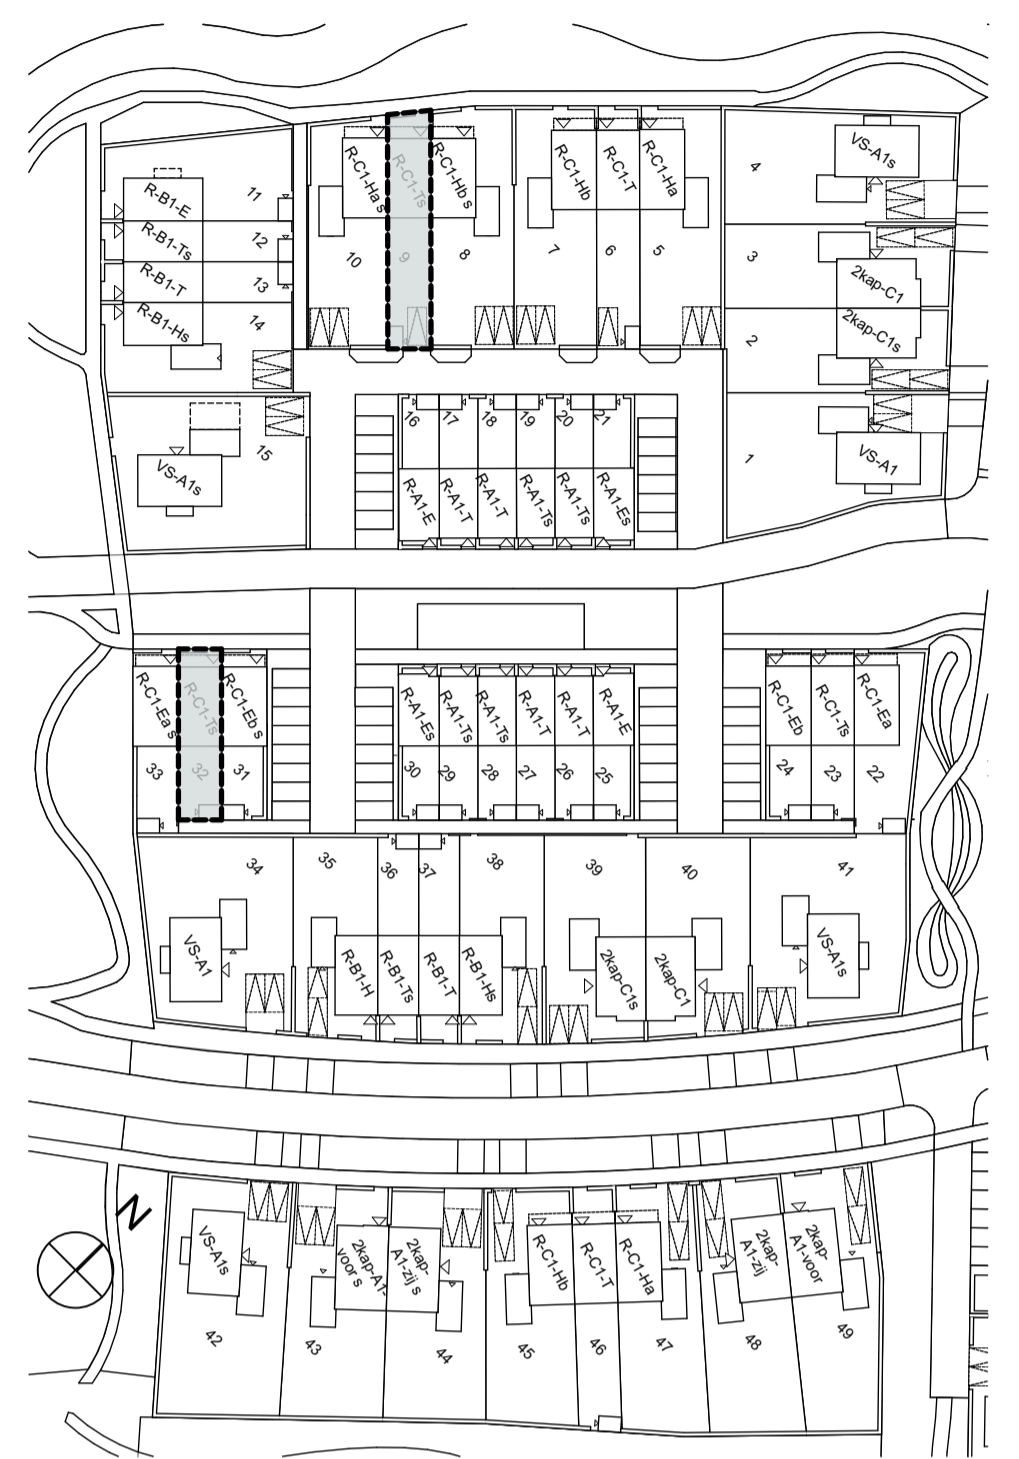 VS-A1s
4
R-C1-Ha s
R-C1-Ts
R-C1-Hb s
R-C1-Hb
R-C1-T
R-C1-Ha
R-B1-E
11
R-B1-Ts
12
R-B1-T
13
R-B1-Hs
14
10
9
8
7
6
5
3
2kap-C1
2kap-C1s
2
16
17
18
19
20
21
15
VS-A1s
R-A1-E
R-A1-T
R-A1-T
R-A1-Ts
R-A1-Ts
R-A1-Es
1
VS-A1
R-C1-Ea s
R-C1-Ts
R-C1-Eb s
R-A1-Es
R-A1-Ts
R-A1-Ts
R-A1-T
R-A1-T
R-A1-E
R-C1-Eb
R-C1-Ts
R-C1-Ea
33
32
31
30
29
28
27
26
25
24
23
22
34
35
36
37
38
39
40
41
VS-A1
R-B1-H
R-B1-Ts
R-B1-T
R-B1-Hs
2kap-C1s
2kap-C1
VS-A1s
N
VS-A1s
2kap-A1-
voor s
2kap-
A1-zij s
R-C1-Hb
R-C1-T
R-C1-Ha
2kap-
A1-zij
2kap-
A1-voor
42
43
44
45
46
47
48
49